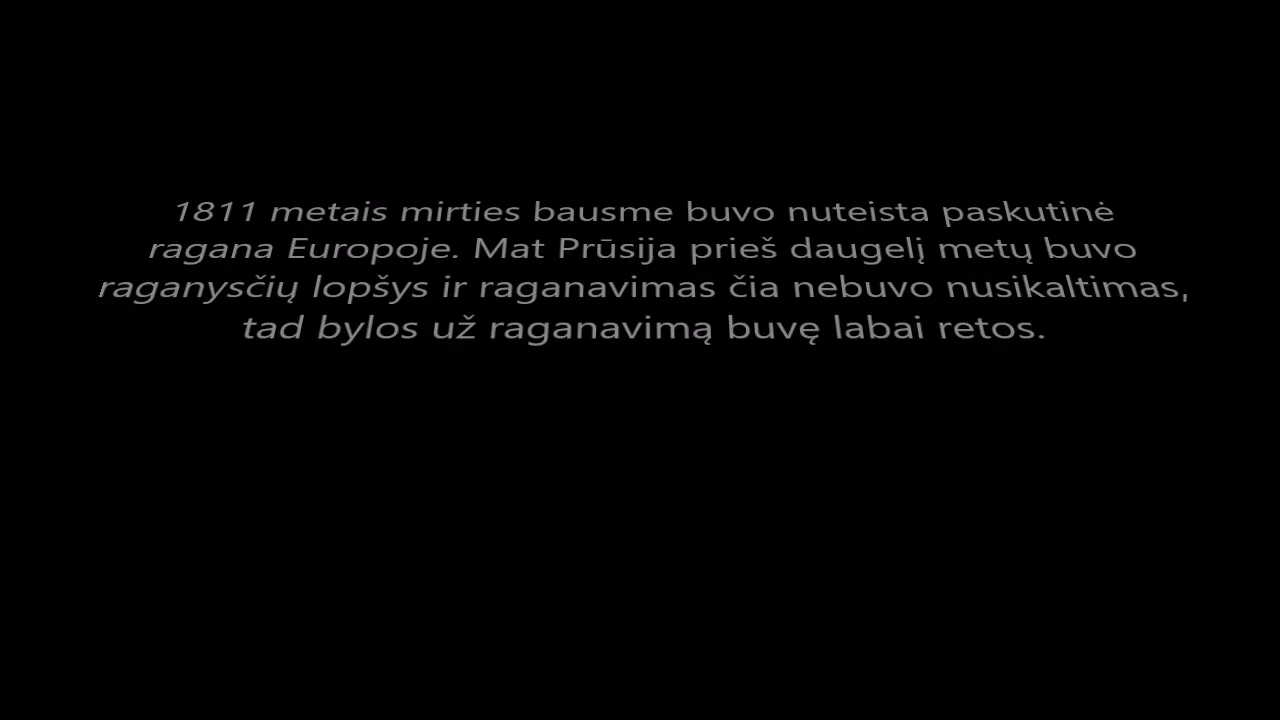 1811 metais mirties bausme buvo nuteista paskutinė
ragana Europoje. Mat Prūsija prieš daugelį metų buvo
raganysčių lopšys ir raganavimas čia nebuvo nusikaltimas,
tad bylos už raganavimą buvę labai retos.